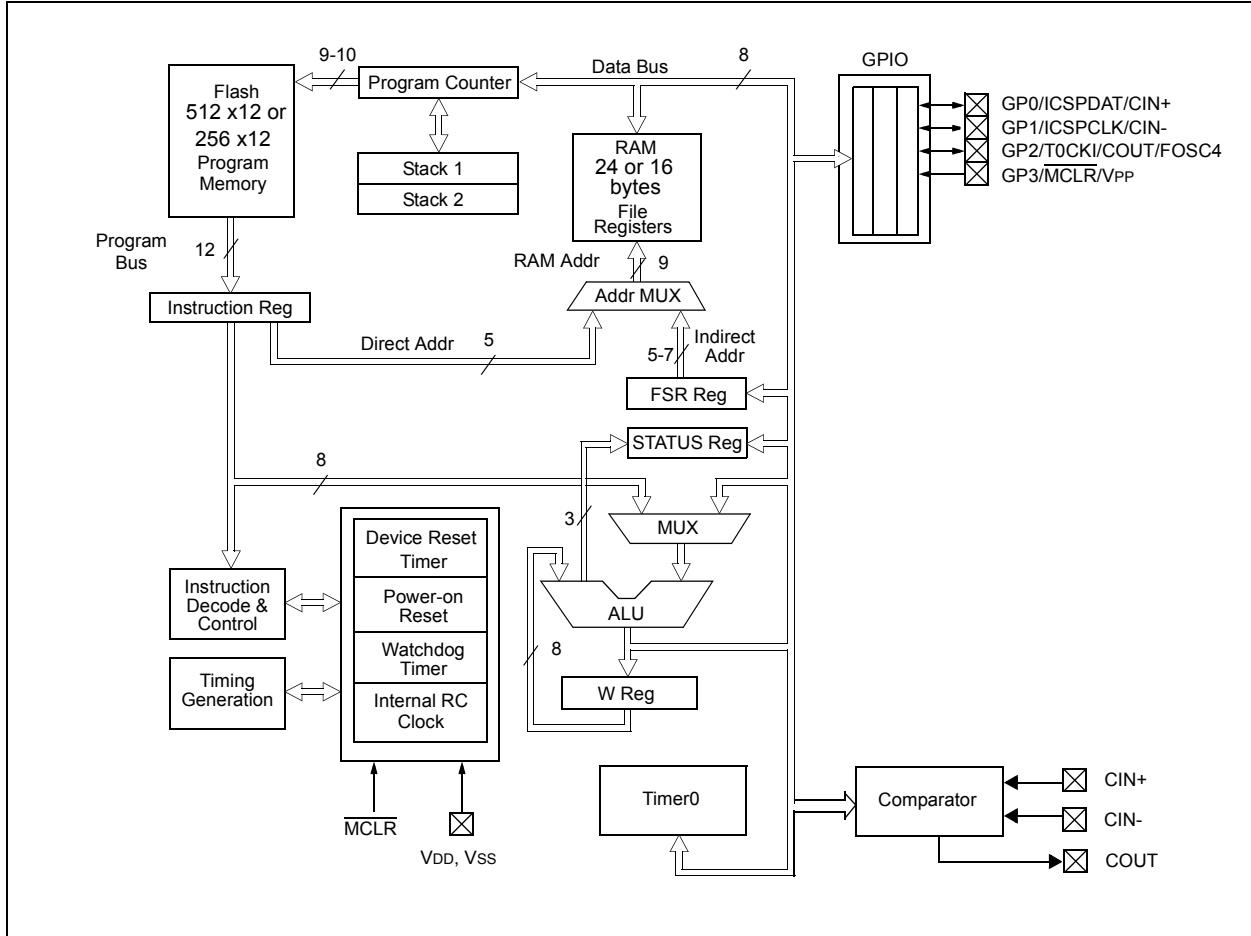 9-10
Program Counter
Data Bus
8
GPIO
Flash
512 x12 or
256 x12
Program
Memory
Stack 1
Stack 2
RAM
24 or 16
bytes
File
Registers
GP0/ICSPDAT/CIN+
GP1/ICSPCLK/CIN-
GP2/T0CKI/COUT/FOSC4
GP3/MCLR/VPP
Program
Bus
12
RAM Addr
9
Instruction Reg
Addr MUX
Direct Addr
5
Indirect
Addr
5-7
FSR Reg
STATUS Reg
8
3
MUX
Device Reset
Timer
Power-on
Reset
Watchdog
Timer
Internal RC
Clock
Instruction
Decode &
Control
Timing
Generation
ALU
8
W Reg
MCLR
VDD, VSS
Timer0
Comparator
CIN+
CIN-
COUT